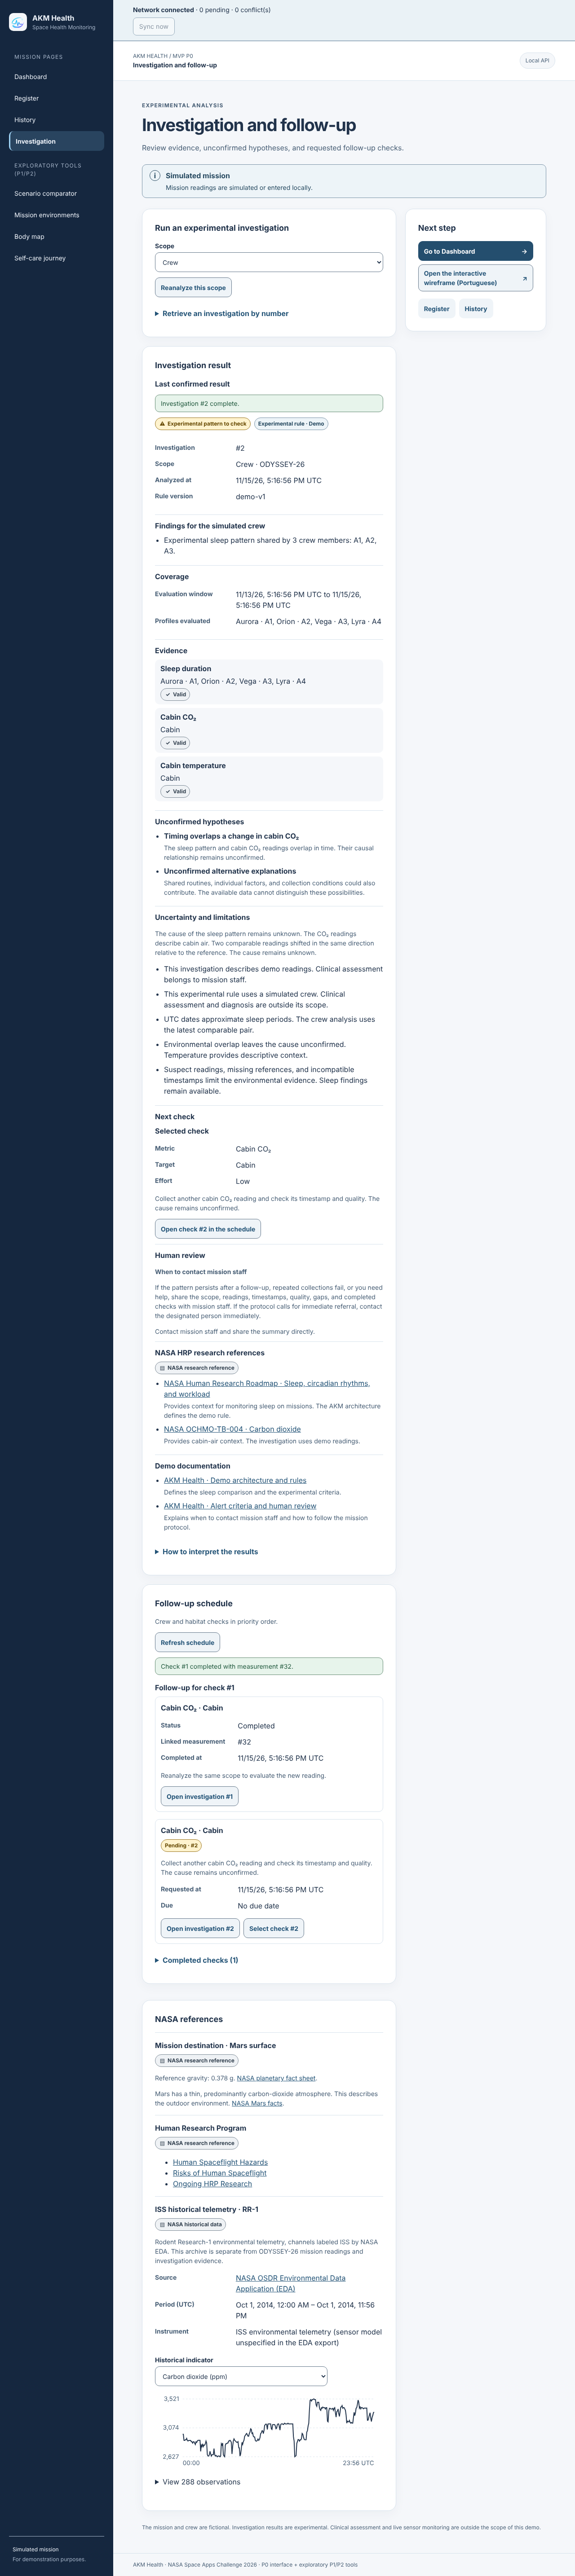 AKM Health
Space Health Monitoring
MISSION PAGES
Dashboard
Register
History
Investigation
EXPLORATORY TOOLS
(P1/P2)
Scenario comparator
Mission environments
Body map
Self-care journey
Simulated mission
For demonstration purposes.
Network connected · 0 pending · 0 conflict(s)
Sync now
AKM HEALTH / MVP P0
Investigation and follow-up
Local API
EXPERIMENTAL ANALYSIS
Investigation and follow-up
Review evidence, unconfirmed hypotheses, and requested follow-up checks.
Simulated mission
Mission readings are simulated or entered locally.
Run an experimental investigation
Scope
Crew
Reanalyze this scope
Retrieve an investigation by number
Next step
Go to Dashboard →
Open the interactive
wireframe (Portuguese) ↗
Register
History
Investigation result
Last confirmed result
Investigation #2 complete.
Experimental pattern to check
Experimental rule · Demo
Investigation #2
Scope Crew · ODYSSEY-26
Analyzed at 11/15/26, 5:16:56 PM UTC
Rule version demo-v1
Findings for the simulated crew
• Experimental sleep pattern shared by 3 crew members: A1, A2,
A3.
Coverage
Evaluation window 11/13/26, 5:16:56 PM UTC to 11/15/26,
5:16:56 PM UTC
Profiles evaluated Aurora · A1, Orion · A2, Vega · A3, Lyra · A4
Evidence
Sleep duration
Aurora · A1, Orion · A2, Vega · A3, Lyra · A4
✓ Valid
Cabin CO₂
Cabin
✓ Valid
Cabin temperature
Cabin
✓ Valid
Unconfirmed hypotheses
• Timing overlaps a change in cabin CO₂
The sleep pattern and cabin CO₂ readings overlap in time. Their causal
relationship remains unconfirmed.
• Unconfirmed alternative explanations
Shared routines, individual factors, and collection conditions could also
contribute. The available data cannot distinguish these possibilities.
Uncertainty and limitations
The cause of the sleep pattern remains unknown. The CO₂ readings
describe cabin air. Two comparable readings shifted in the same direction
relative to the reference. The cause remains unknown.
• This investigation describes demo readings. Clinical assessment
belongs to mission staff.
• This experimental rule uses a simulated crew. Clinical
assessment and diagnosis are outside its scope.
• UTC dates approximate sleep periods. The crew analysis uses
the latest comparable pair.
• Environmental overlap leaves the cause unconfirmed.
Temperature provides descriptive context.
• Suspect readings, missing references, and incompatible
timestamps limit the environmental evidence. Sleep findings
remain available.
Next check
Selected check
Metric Cabin CO₂
Target Cabin
Effort Low
Collect another cabin CO₂ reading and check its timestamp and quality. The
cause remains unconfirmed.
Open check #2 in the schedule
Human review
When to contact mission staff
If the pattern persists after a follow-up, repeated collections fail, or you need
help, share the scope, readings, timestamps, quality, gaps, and completed
checks with mission staff. If the protocol calls for immediate referral, contact
the designated person immediately.
Contact mission staff and share the summary directly.
NASA HRP research references
NASA research reference
• NASA Human Research Roadmap · Sleep, circadian rhythms,
and workload
Provides context for monitoring sleep on missions. The AKM architecture
defines the demo rule.
• NASA OCHMO-TB-004 · Carbon dioxide
Provides cabin-air context. The investigation uses demo readings.
Demo documentation
• AKM Health · Demo architecture and rules
Defines the sleep comparison and the experimental criteria.
• AKM Health · Alert criteria and human review
Explains when to contact mission staff and how to follow the mission
protocol.
How to interpret the results
Follow-up schedule
Crew and habitat checks in priority order.
Refresh schedule
Check #1 completed with measurement #32.
Follow-up for check #1
Cabin CO₂ · Cabin
Status Completed
Linked measurement #32
Completed at 11/15/26, 5:16:56 PM UTC
Reanalyze the same scope to evaluate the new reading.
Open investigation #1
Cabin CO₂ · Cabin
Pending · #2
Collect another cabin CO₂ reading and check its timestamp and quality.
The cause remains unconfirmed.
Requested at 11/15/26, 5:16:56 PM UTC
Due No due date
Open investigation #2
Select check #2
Completed checks (1)
NASA references
Mission destination · Mars surface
NASA research reference
Reference gravity: 0.378 g. NASA planetary fact sheet.
Mars has a thin, predominantly carbon-dioxide atmosphere. This describes
the outdoor environment. NASA Mars facts.
Human Research Program
NASA research reference
• Human Spaceflight Hazards
• Risks of Human Spaceflight
• Ongoing HRP Research
ISS historical telemetry · RR-1
NASA historical data
Rodent Research-1 environmental telemetry, channels labeled ISS by NASA
EDA. This archive is separate from ODYSSEY-26 mission readings and
investigation evidence.
Source NASA OSDR Environmental Data
Application (EDA)
Period (UTC) Oct 1, 2014, 12:00 AM – Oct 1, 2014, 11:56
PM
Instrument ISS environmental telemetry (sensor model
unspecified in the EDA export)
Historical indicator
Carbon dioxide (ppm)
3,521
3,074
2,627
00:00
23:56 UTC
View 288 observations
The mission and crew are fictional. Investigation results are experimental. Clinical assessment and live sensor monitoring are outside the scope of this demo.
AKM Health · NASA Space Apps Challenge 2026 · P0 interface + exploratory P1/P2 tools